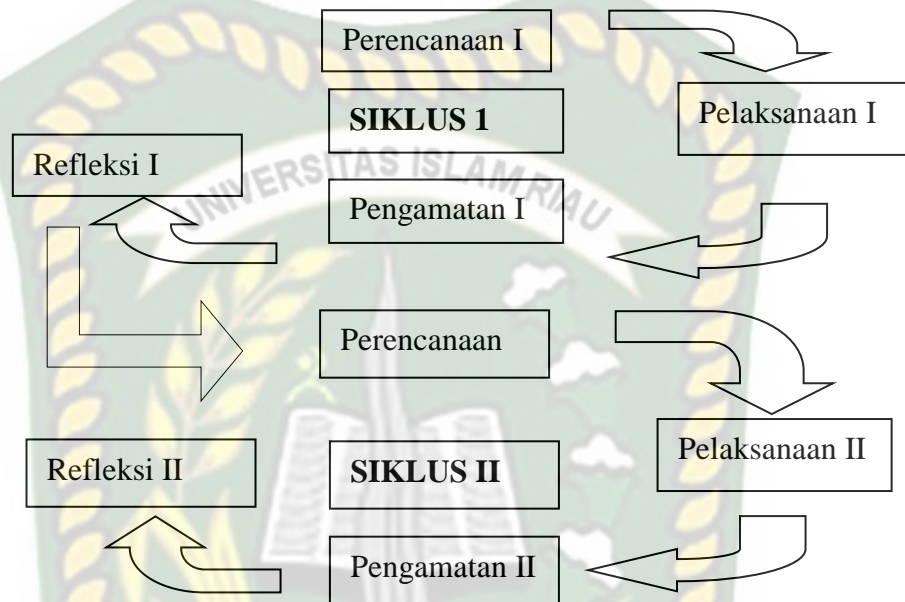 Perencanaan I
SIKLUS 1
Pelaksanaan I
Refleksi I
UNIVERSITAS ISLAM RIAU
Pengamatan I
Perencanaan
Pelaksanaan II
Refleksi II
SIKLUS II
Pengamatan II